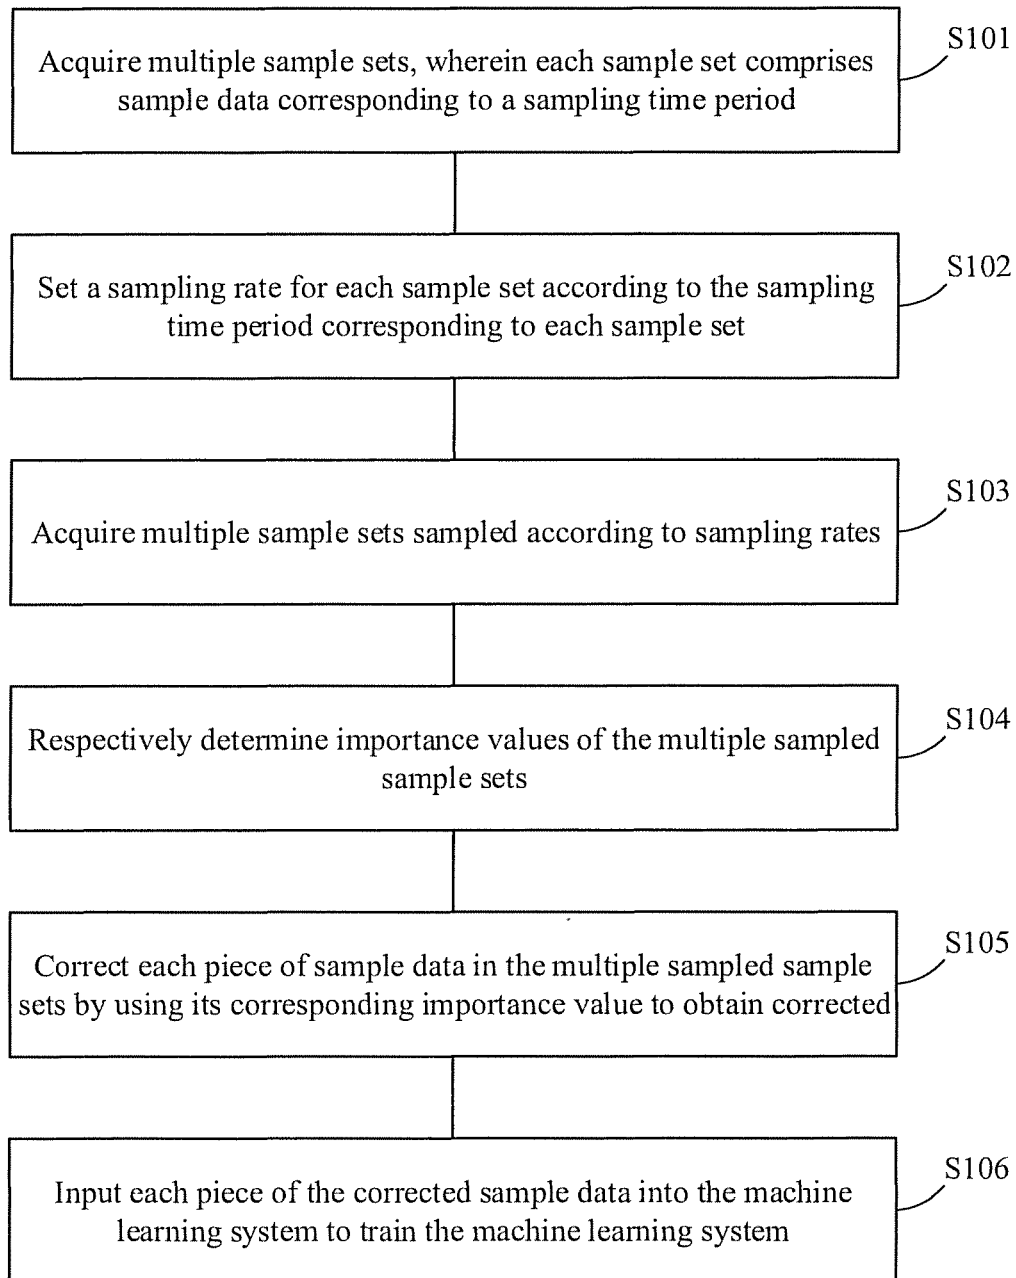 S101
Acquire multiple sample sets, wherein each sample set comprises
sample data corresponding to a sampling time period
S102
Set a sampling rate for each sample set according to the sampling
time period corresponding to each sample set
S103
Acquire multiple sample sets sampled according to sampling rates
S104
Respectively determine importance values of the multiple sampled
sample sets
S105
Correct each piece of sample data in the multiple sampled sample
sets by using its corresponding importance value to obtain corrected
S106
Input each piece of the corrected sample data into the machine
learning system to train the machine learning system